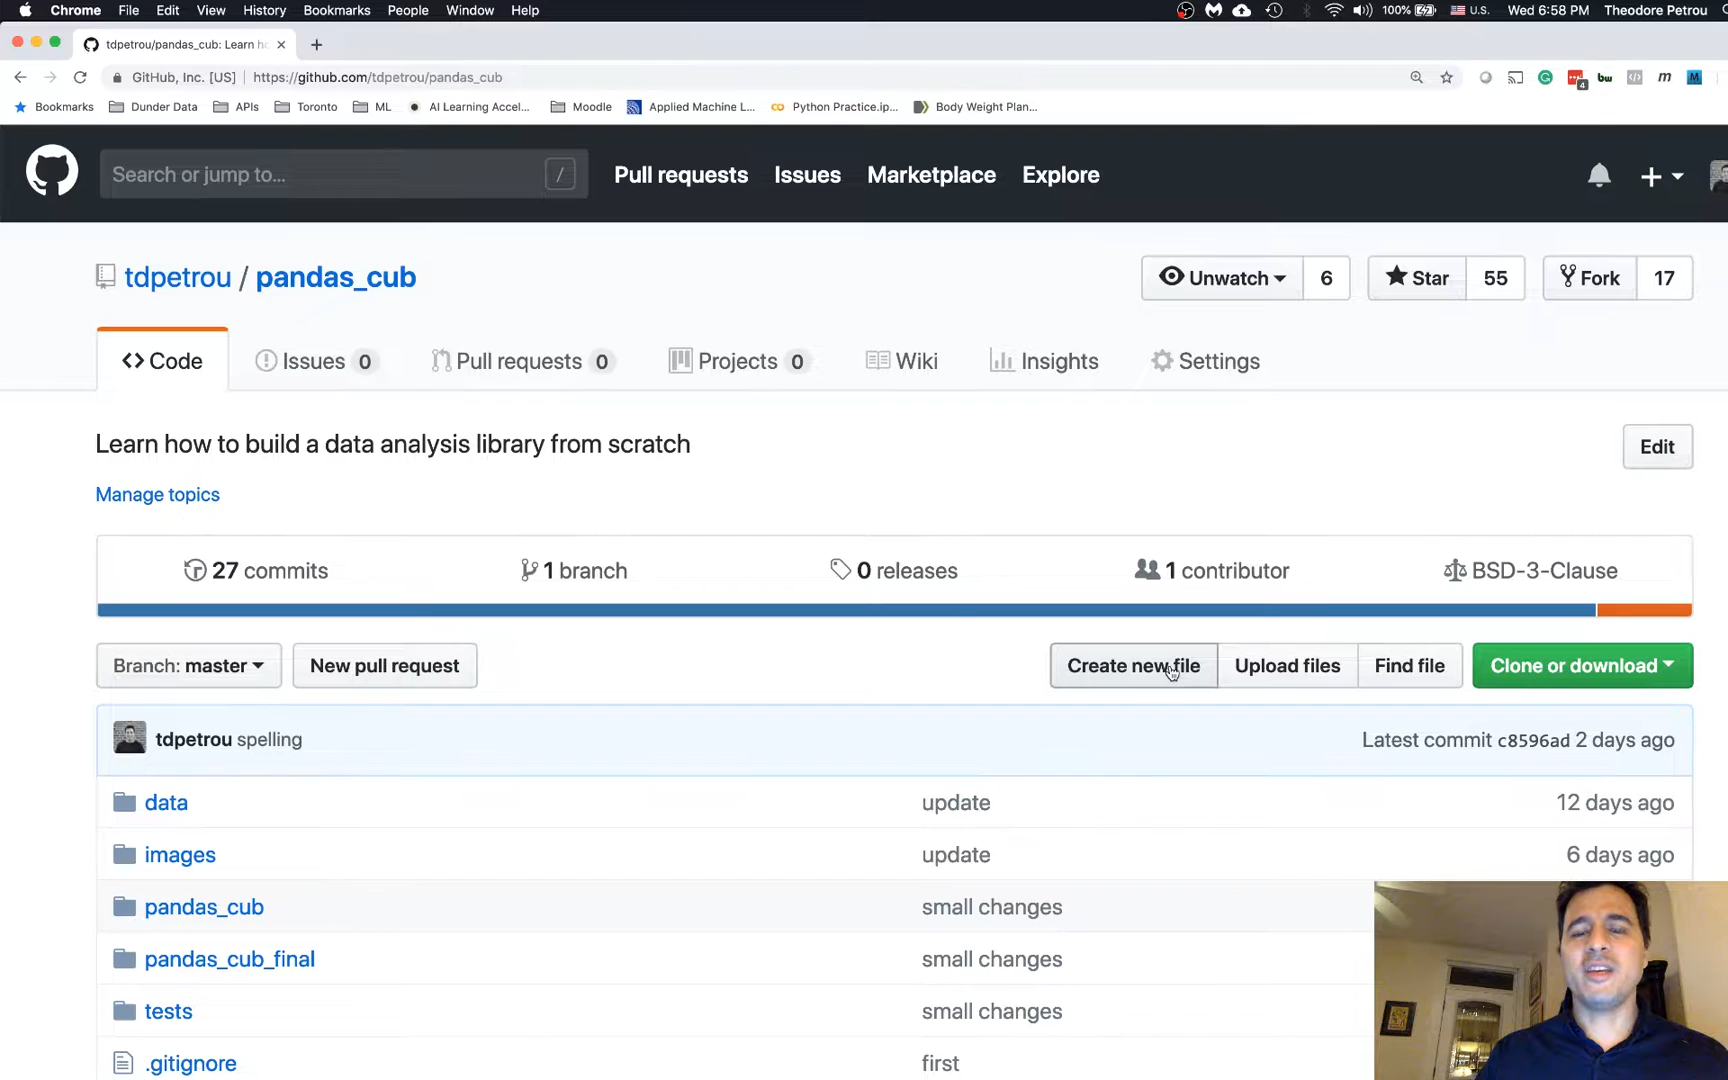 Chrome File Edit View History Bookmarks People Window Help 100% U.S. Wed 6:58 PM Theodore Petrou
tdpetrou/pandas_cub: Learn h
GitHub, Inc. [US] https://github.com/tdpetrou/pandas_cub 4 bw m M
Bookmarks Dunder Data APIs Toronto ML AI Learning Accel... Moodle Applied Machine L... Python Practice.ip... Body Weight Plan...
Search or jump to... / Pull requests Issues Marketplace Explore
tdpetrou / pandas_cub Unwatch 6 Star 55 Fork 17
Code Issues 0 Pull requests 0 Projects 0 Wiki Insights Settings
Learn how to build a data analysis library from scratch Edit
Manage topics
27 commits 1 branch 0 releases 1 contributor BSD-3-Clause
Branch: master New pull request Create new file Upload files Find file Clone or download
tdpetrou spelling Latest commit c8596ad 2 days ago
data update 12 days ago
images update 6 days ago
pandas_cub small changes
pandas_cub_final small changes
tests small changes
.gitignore first